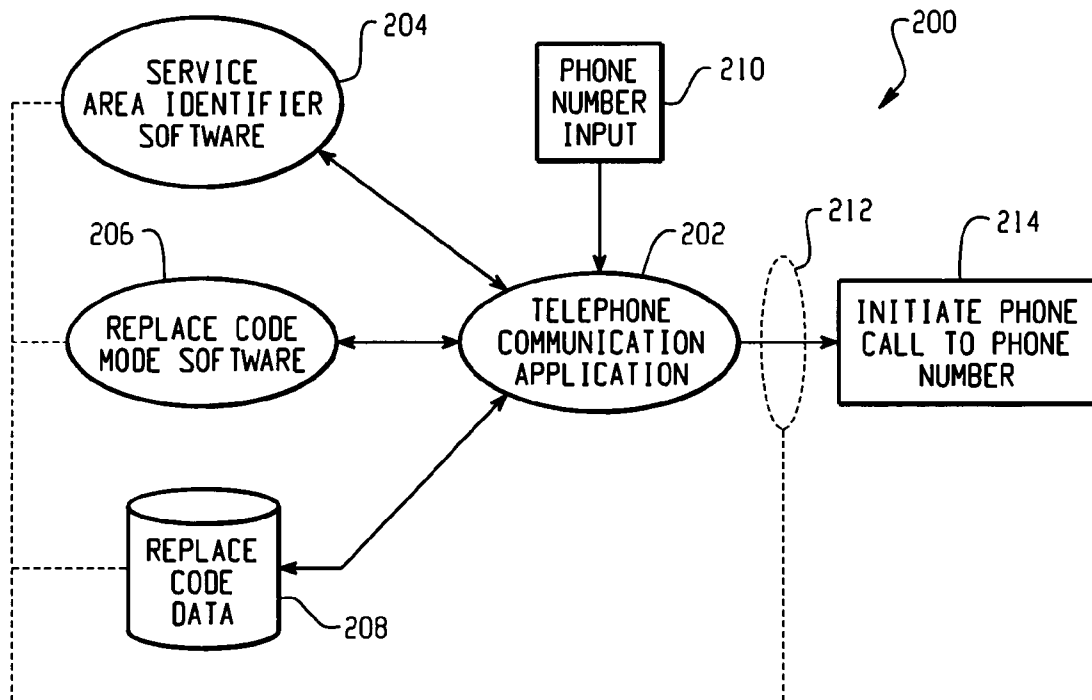 204
SERVICE
AREA IDENTIFIER
SOFTWARE
PHONE
NUMBER
INPUT
210
200
206
REPLACE CODE
MODE SOFTWARE
202
TELEPHONE
COMMUNICATION
APPLICATION
212
214
INITIATE PHONE
CALL TO PHONE
NUMBER
REPLACE
CODE
DATA
208